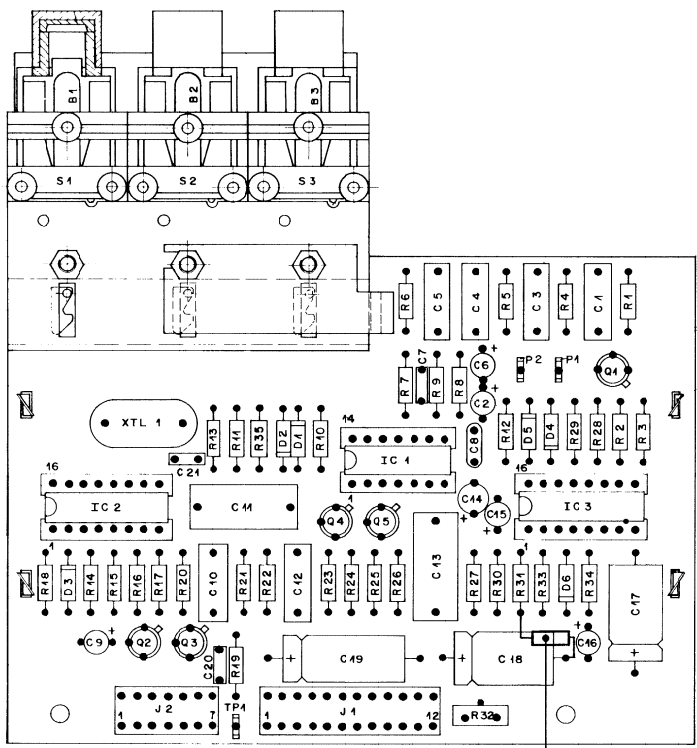 B1 B2 B3
S1 S2 S3
R6 C5 C4 R5 C3 R4 C1 R1
R7 C7 R9 R8 C6 + P2 P1 Q1
C2 +
XTL 1
R13 R11 R35 D2 D1 R10
14
IC 1
1
C8
R12 D5 D4 R29 R28 R2 R3
C21
16
IC 2
1
C11
Q4 Q5
C14 +
C15 +
16
IC 3
1
R18 D3 R14 R15 R16 R17 R20 C10 R21 R22 C12 R23 R24 R25 R26 C13 R27 R30 R31 R33 D6 R34 C17 +
C9 + Q2 Q3 C20 R19
+ C19
+ C18
C16 +
TP1
1 J2 7
1 J1 12
R32